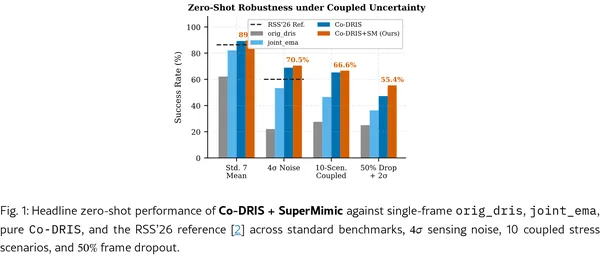 Zero-Shot Robustness under Coupled Uncertainty
Success Rate (%)
100
80
60
40
20
0
RSS'26 Ref.
orig_dris
joint_ema
Co-DRIS
Co-DRIS+SM (Ours)
89
70.5%
66.6%
55.4%
Std. 7
Mean
4σ Noise
10-Scen.
Coupled
50% Drop
+ 2σ
Fig. 1: Headline zero-shot performance of Co-DRIS + SuperMimic against single-frame orig_dris, joint_ema,
pure Co-DRIS, and the RSS'26 reference [2] across standard benchmarks, 4σ sensing noise, 10 coupled stress
scenarios, and 50% frame dropout.